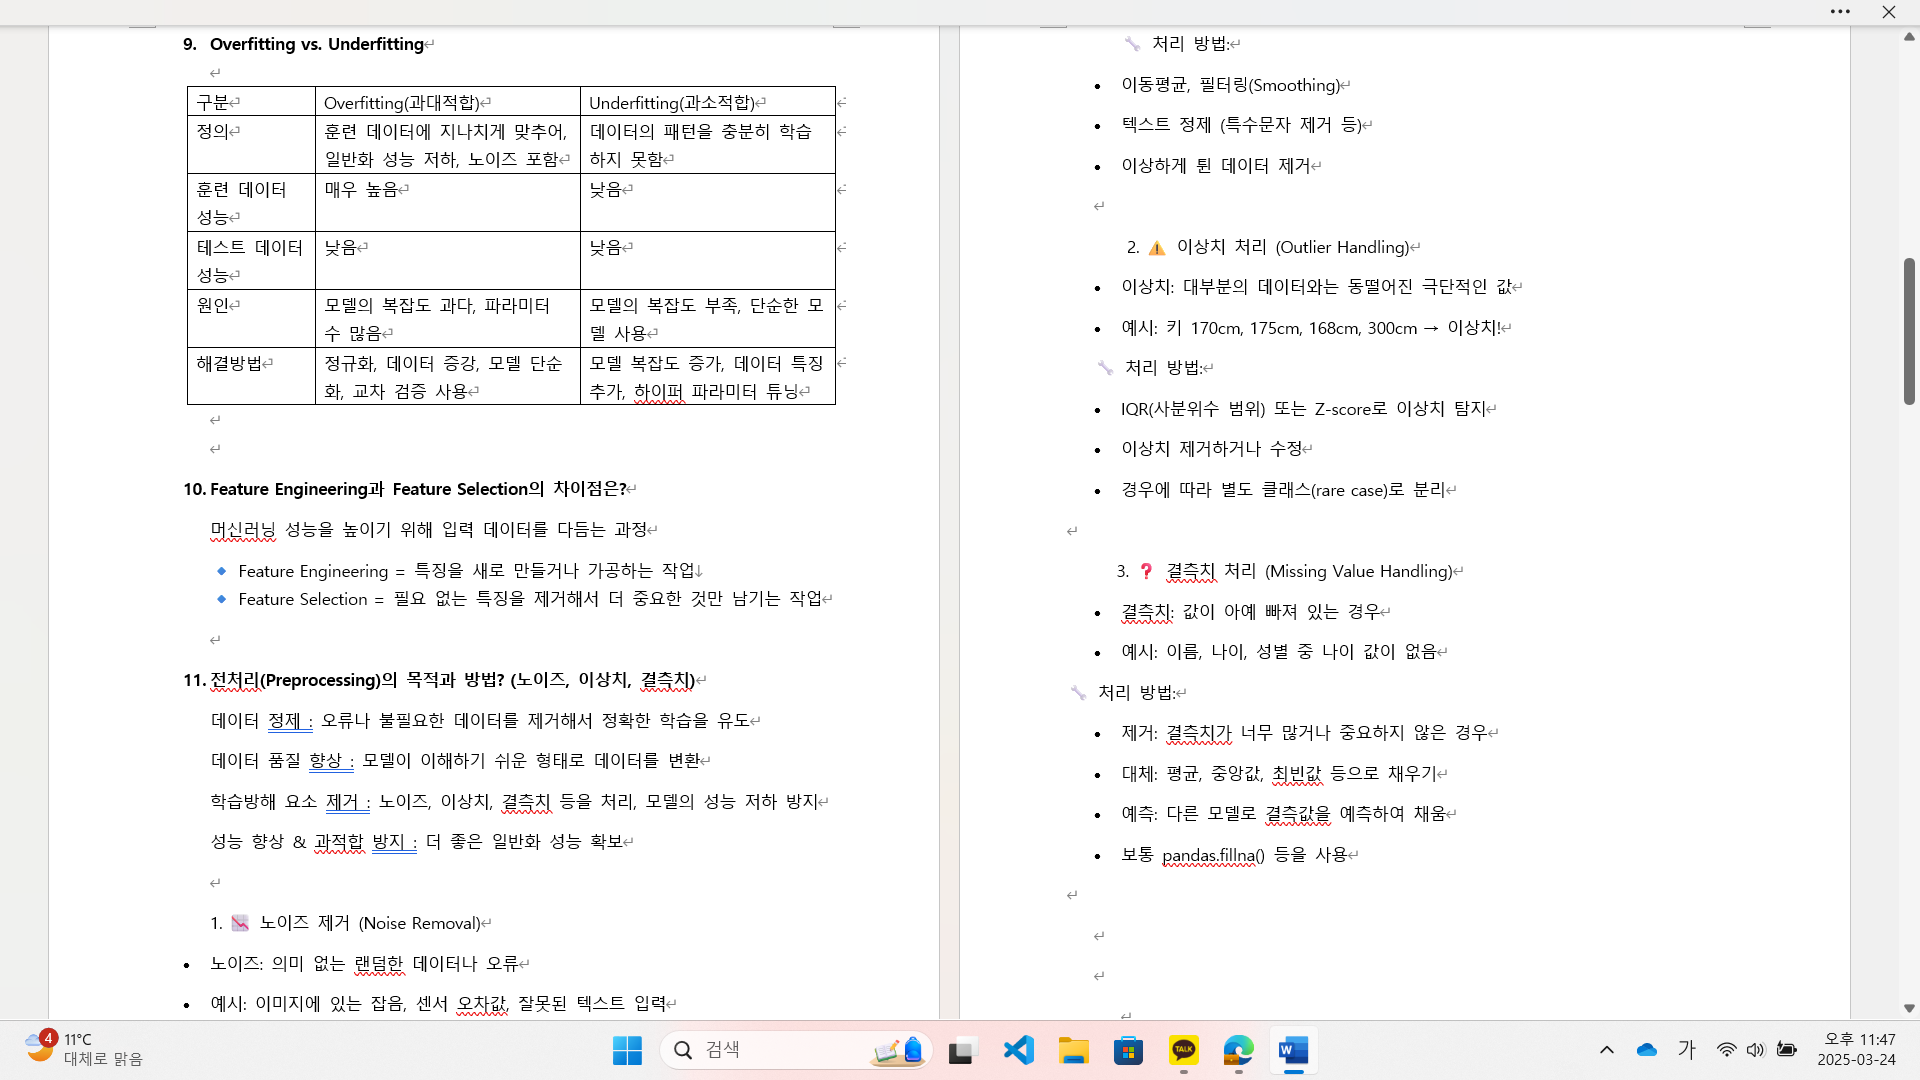 9. Overfitting vs. Underfitting
구분 Overfitting(과대적합) Underfitting(과소적합)
정의 훈련 데이터에 지나치게 맞추어, 데이터의 패턴을 충분히 학습
일반화 성능 저하, 노이즈 포함 하지 못함
훈련 데이터 매우 높음 낮음
성능
테스트 데이터 낮음 낮음
성능
원인 모델의 복잡도 과다, 파라미터 모델의 복잡도 부족, 단순한 모
수 많음 델 사용
해결방법 정규화, 데이터 증강, 모델 단순 모델 복잡도 증가, 데이터 특징
화, 교차 검증 사용 추가, 하이퍼 파라미터 튜닝
10. Feature Engineering과 Feature Selection의 차이점은?
머신러닝 성능을 높이기 위해 입력 데이터를 다듬는 과정
🔹 Feature Engineering = 특징을 새로 만들거나 가공하는 작업
🔹 Feature Selection = 필요 없는 특징을 제거해서 더 중요한 것만 남기는 작업
11. 전처리(Preprocessing)의 목적과 방법? (노이즈, 이상치, 결측치)
데이터 정제 : 오류나 불필요한 데이터를 제거해서 정확한 학습을 유도
데이터 품질 향상 : 모델이 이해하기 쉬운 형태로 데이터를 변환
학습방해 요소 제거 : 노이즈, 이상치, 결측치 등을 처리, 모델의 성능 저하 방지
성능 향상 & 과적합 방지 : 더 좋은 일반화 성능 확보
1. 📉 노이즈 제거 (Noise Removal)
• 노이즈: 의미 없는 랜덤한 데이터나 오류
• 예시: 이미지에 있는 잡음, 센서 오차값, 잘못된 텍스트 입력
🔧 처리 방법:
• 이동평균, 필터링(Smoothing)
• 텍스트 정제 (특수문자 제거 등)
• 이상하게 튄 데이터 제거
2. ⚠️ 이상치 처리 (Outlier Handling)
• 이상치: 대부분의 데이터와는 동떨어진 극단적인 값
• 예시: 키 170cm, 175cm, 168cm, 300cm → 이상치!
🔧 처리 방법:
• IQR(사분위수 범위) 또는 Z-score로 이상치 탐지
• 이상치 제거하거나 수정
• 경우에 따라 별도 클래스(rare case)로 분리
3. ❓ 결측치 처리 (Missing Value Handling)
• 결측치: 값이 아예 빠져 있는 경우
• 예시: 이름, 나이, 성별 중 나이 값이 없음
🔧 처리 방법:
• 제거: 결측치가 너무 많거나 중요하지 않은 경우
• 대체: 평균, 중앙값, 최빈값 등으로 채우기
• 예측: 다른 모델로 결측값을 예측하여 채움
• 보통 pandas.fillna() 등을 사용
4
11°C
대체로 맑음
검색
TALK
가
오후 11:47
2025-03-24